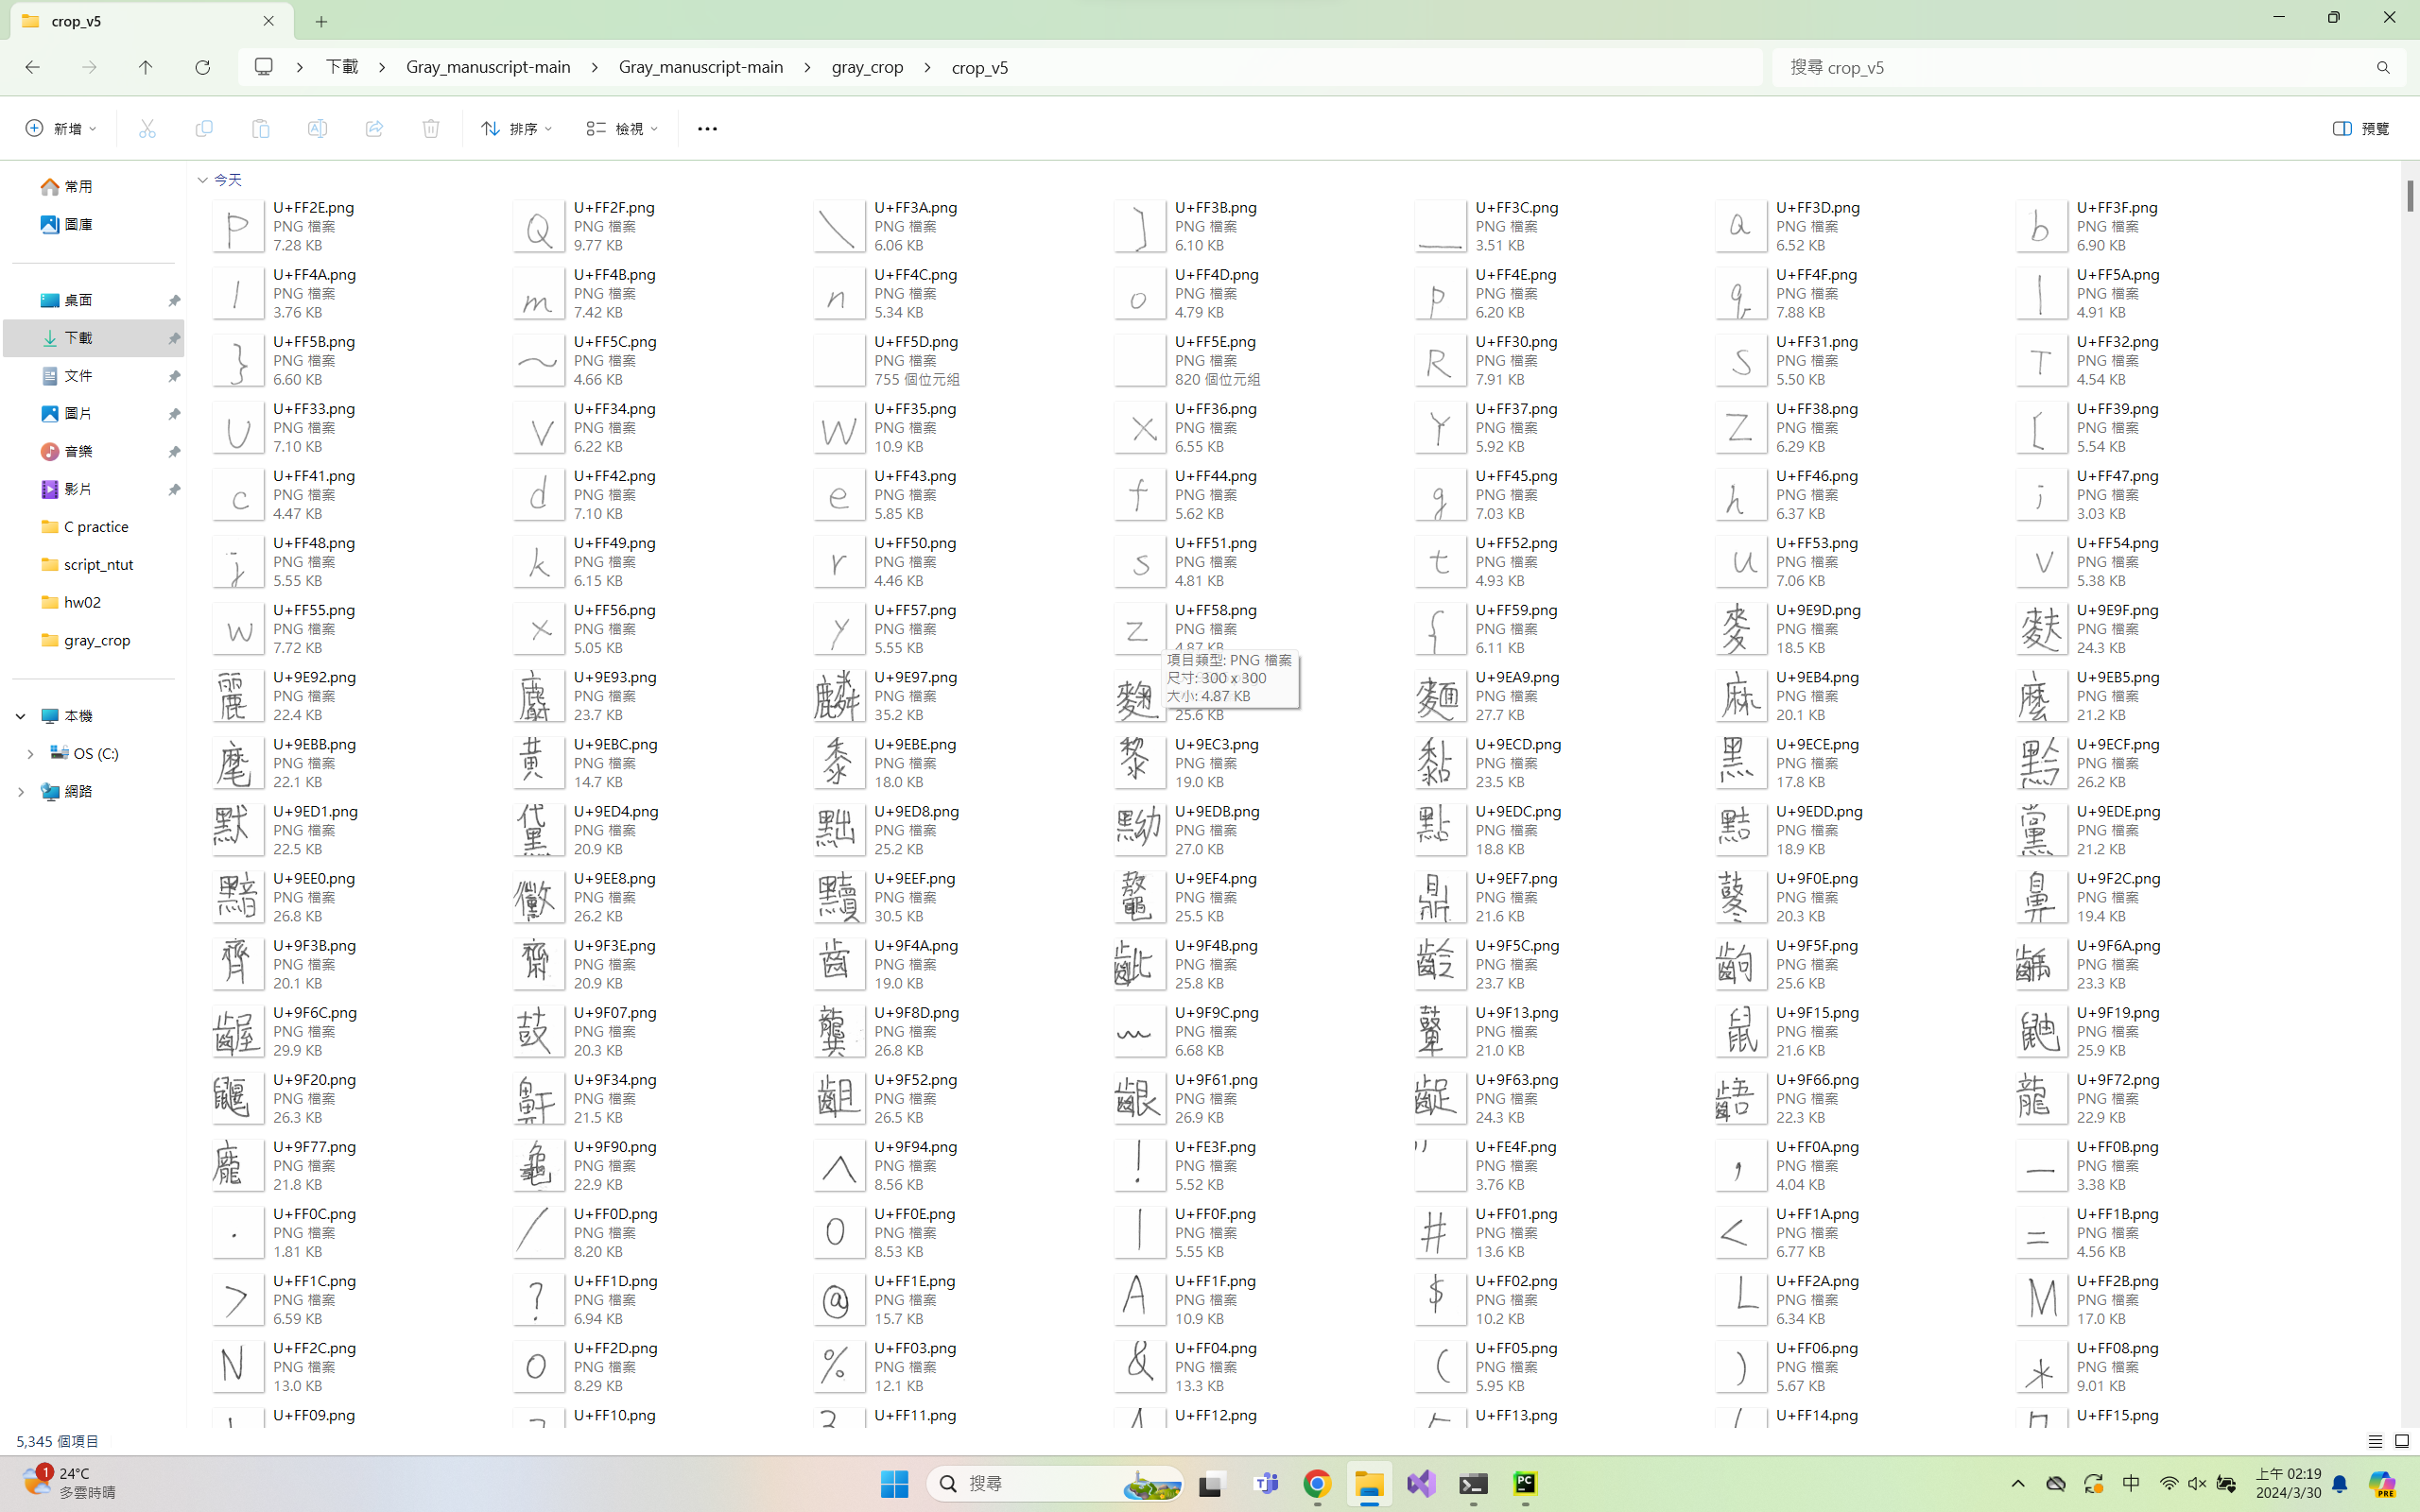 crop_v5
下載 Gray_manuscript-main Gray_manuscript-main gray_crop crop_v5 搜尋 crop_v5
新增 排序 檢視 預覽
常用
圖庫
桌面
下載
文件
圖片
音樂
影片
C practice
script_ntut
hw02
gray_crop
本機
OS (C:)
網路
今天
P U+FF2E.png PNG 檔案 7.28 KB
Q U+FF2F.png PNG 檔案 9.77 KB
\ U+FF3A.png PNG 檔案 6.06 KB
] U+FF3B.png PNG 檔案 6.10 KB
_ U+FF3C.png PNG 檔案 3.51 KB
a U+FF3D.png PNG 檔案 6.52 KB
b U+FF3F.png PNG 檔案 6.90 KB
l U+FF4A.png PNG 檔案 3.76 KB
m U+FF4B.png PNG 檔案 7.42 KB
n U+FF4C.png PNG 檔案 5.34 KB
o U+FF4D.png PNG 檔案 4.79 KB
p U+FF4E.png PNG 檔案 6.20 KB
q U+FF4F.png PNG 檔案 7.88 KB
| U+FF5A.png PNG 檔案 4.91 KB
} U+FF5B.png PNG 檔案 6.60 KB
~ U+FF5C.png PNG 檔案 4.66 KB
U+FF5D.png PNG 檔案 755 個位元組
U+FF5E.png PNG 檔案 820 個位元組
R U+FF30.png PNG 檔案 7.91 KB
S U+FF31.png PNG 檔案 5.50 KB
T U+FF32.png PNG 檔案 4.54 KB
U U+FF33.png PNG 檔案 7.10 KB
V U+FF34.png PNG 檔案 6.22 KB
W U+FF35.png PNG 檔案 10.9 KB
X U+FF36.png PNG 檔案 6.55 KB
Y U+FF37.png PNG 檔案 5.92 KB
Z U+FF38.png PNG 檔案 6.29 KB
[ U+FF39.png PNG 檔案 5.54 KB
c U+FF41.png PNG 檔案 4.47 KB
d U+FF42.png PNG 檔案 7.10 KB
e U+FF43.png PNG 檔案 5.85 KB
f U+FF44.png PNG 檔案 5.62 KB
g U+FF45.png PNG 檔案 7.03 KB
h U+FF46.png PNG 檔案 6.37 KB
i U+FF47.png PNG 檔案 3.03 KB
j U+FF48.png PNG 檔案 5.55 KB
k U+FF49.png PNG 檔案 6.15 KB
r U+FF50.png PNG 檔案 4.46 KB
s U+FF51.png PNG 檔案 4.81 KB
t U+FF52.png PNG 檔案 4.93 KB
u U+FF53.png PNG 檔案 7.06 KB
v U+FF54.png PNG 檔案 5.38 KB
w U+FF55.png PNG 檔案 7.72 KB
x U+FF56.png PNG 檔案 5.05 KB
y U+FF57.png PNG 檔案 5.55 KB
z U+FF58.png PNG 檔案 4.87 KB
{ U+FF59.png PNG 檔案 6.11 KB
麥 U+9E9D.png PNG 檔案 18.5 KB
麩 U+9E9F.png PNG 檔案 24.3 KB
項目類型: PNG 檔案
尺寸: 300 x 300
大小: 4.87 KB
麗 U+9E92.png PNG 檔案 22.4 KB
麝 U+9E93.png PNG 檔案 23.7 KB
麟 U+9E97.png PNG 檔案 35.2 KB
麴 25.6 KB
麵 U+9EA9.png PNG 檔案 27.7 KB
麻 U+9EB4.png PNG 檔案 20.1 KB
麼 U+9EB5.png PNG 檔案 21.2 KB
麾 U+9EBB.png PNG 檔案 22.1 KB
黃 U+9EBC.png PNG 檔案 14.7 KB
黍 U+9EBE.png PNG 檔案 18.0 KB
黎 U+9EC3.png PNG 檔案 19.0 KB
黏 U+9ECD.png PNG 檔案 23.5 KB
黑 U+9ECE.png PNG 檔案 17.8 KB
黔 U+9ECF.png PNG 檔案 26.2 KB
默 U+9ED1.png PNG 檔案 22.5 KB
黛 U+9ED4.png PNG 檔案 20.9 KB
黜 U+9ED8.png PNG 檔案 25.2 KB
黝 U+9EDB.png PNG 檔案 27.0 KB
點 U+9EDC.png PNG 檔案 18.8 KB
黠 U+9EDD.png PNG 檔案 18.9 KB
黨 U+9EDE.png PNG 檔案 21.2 KB
黯 U+9EE0.png PNG 檔案 26.8 KB
黴 U+9EE8.png PNG 檔案 26.2 KB
黷 U+9EEF.png PNG 檔案 30.5 KB
鼇 U+9EF4.png PNG 檔案 25.5 KB
鼎 U+9EF7.png PNG 檔案 21.6 KB
鼕 U+9F0E.png PNG 檔案 20.3 KB
鼻 U+9F2C.png PNG 檔案 19.4 KB
齊 U+9F3B.png PNG 檔案 20.1 KB
齋 U+9F3E.png PNG 檔案 20.9 KB
齒 U+9F4A.png PNG 檔案 19.0 KB
齜 U+9F4B.png PNG 檔案 25.8 KB
齡 U+9F5C.png PNG 檔案 23.7 KB
齣 U+9F5F.png PNG 檔案 25.6 KB
齲 U+9F6A.png PNG 檔案 23.3 KB
齷 U+9F6C.png PNG 檔案 29.9 KB
鼓 U+9F07.png PNG 檔案 20.3 KB
龔 U+9F8D.png PNG 檔案 26.8 KB
U+9F9C.png PNG 檔案 6.68 KB
鼙 U+9F13.png PNG 檔案 21.0 KB
鼠 U+9F15.png PNG 檔案 21.6 KB
鼬 U+9F19.png PNG 檔案 25.9 KB
鼴 U+9F20.png PNG 檔案 26.3 KB
鼾 U+9F34.png PNG 檔案 21.5 KB
齟 U+9F52.png PNG 檔案 26.5 KB
齦 U+9F61.png PNG 檔案 26.9 KB
齪 U+9F63.png PNG 檔案 24.3 KB
齬 U+9F66.png PNG 檔案 22.3 KB
龍 U+9F72.png PNG 檔案 22.9 KB
龐 U+9F77.png PNG 檔案 21.8 KB
龜 U+9F90.png PNG 檔案 22.9 KB
U+9F94.png PNG 檔案 8.56 KB
! U+FE3F.png PNG 檔案 5.52 KB
" U+FE4F.png PNG 檔案 3.76 KB
, U+FF0A.png PNG 檔案 4.04 KB
- U+FF0B.png PNG 檔案 3.38 KB
. U+FF0C.png PNG 檔案 1.81 KB
/ U+FF0D.png PNG 檔案 8.20 KB
0 U+FF0E.png PNG 檔案 8.53 KB
1 U+FF0F.png PNG 檔案 5.55 KB
# U+FF01.png PNG 檔案 13.6 KB
< U+FF1A.png PNG 檔案 6.77 KB
= U+FF1B.png PNG 檔案 4.56 KB
> U+FF1C.png PNG 檔案 6.59 KB
? U+FF1D.png PNG 檔案 6.94 KB
@ U+FF1E.png PNG 檔案 15.7 KB
A U+FF1F.png PNG 檔案 10.9 KB
$ U+FF02.png PNG 檔案 10.2 KB
L U+FF2A.png PNG 檔案 6.34 KB
M U+FF2B.png PNG 檔案 17.0 KB
N U+FF2C.png PNG 檔案 13.0 KB
O U+FF2D.png PNG 檔案 8.29 KB
% U+FF03.png PNG 檔案 12.1 KB
& U+FF04.png PNG 檔案 13.3 KB
( U+FF05.png PNG 檔案 5.95 KB
) U+FF06.png PNG 檔案 5.67 KB
* U+FF08.png PNG 檔案 9.01 KB
U+FF09.png
U+FF10.png
U+FF11.png
U+FF12.png
U+FF13.png
U+FF14.png
U+FF15.png
5,345 個項目
1 24°C
多雲時晴
搜尋
中
上午 02:19
2024/3/30
PRE